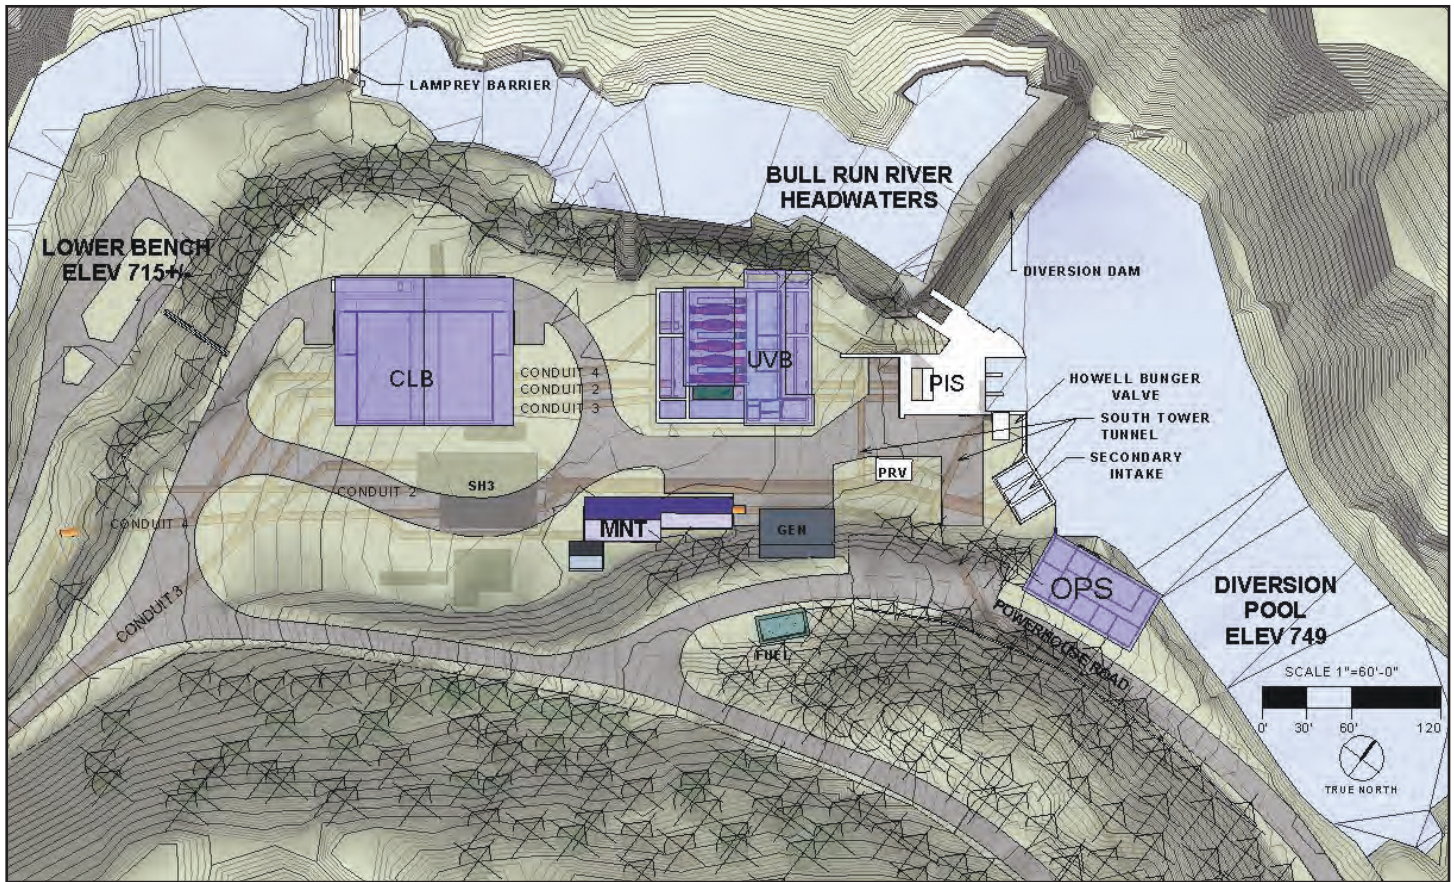 LAMPREY BARRIER
BULL RUN RIVER
HEADWATERS
LOWER BENCH
ELEV 715+/-
DIVERSION DAM
CLB
CONDUIT 4
CONDUIT 2
CONDUIT 3
UVB
PIS
HOWELL BUNGER
VALVE
SOUTH TOWER
TUNNEL
SECONDARY
INTAKE
PRV
SH3
CONDUIT 2
CONDUIT 4
MNT
GEN
OPS
DIVERSION
POOL
ELEV 749
CONDUIT 3
POWERHOUSE ROAD
FUEL
SCALE 1"=60'-0"
0' 30' 60' 120
TRUE NORTH